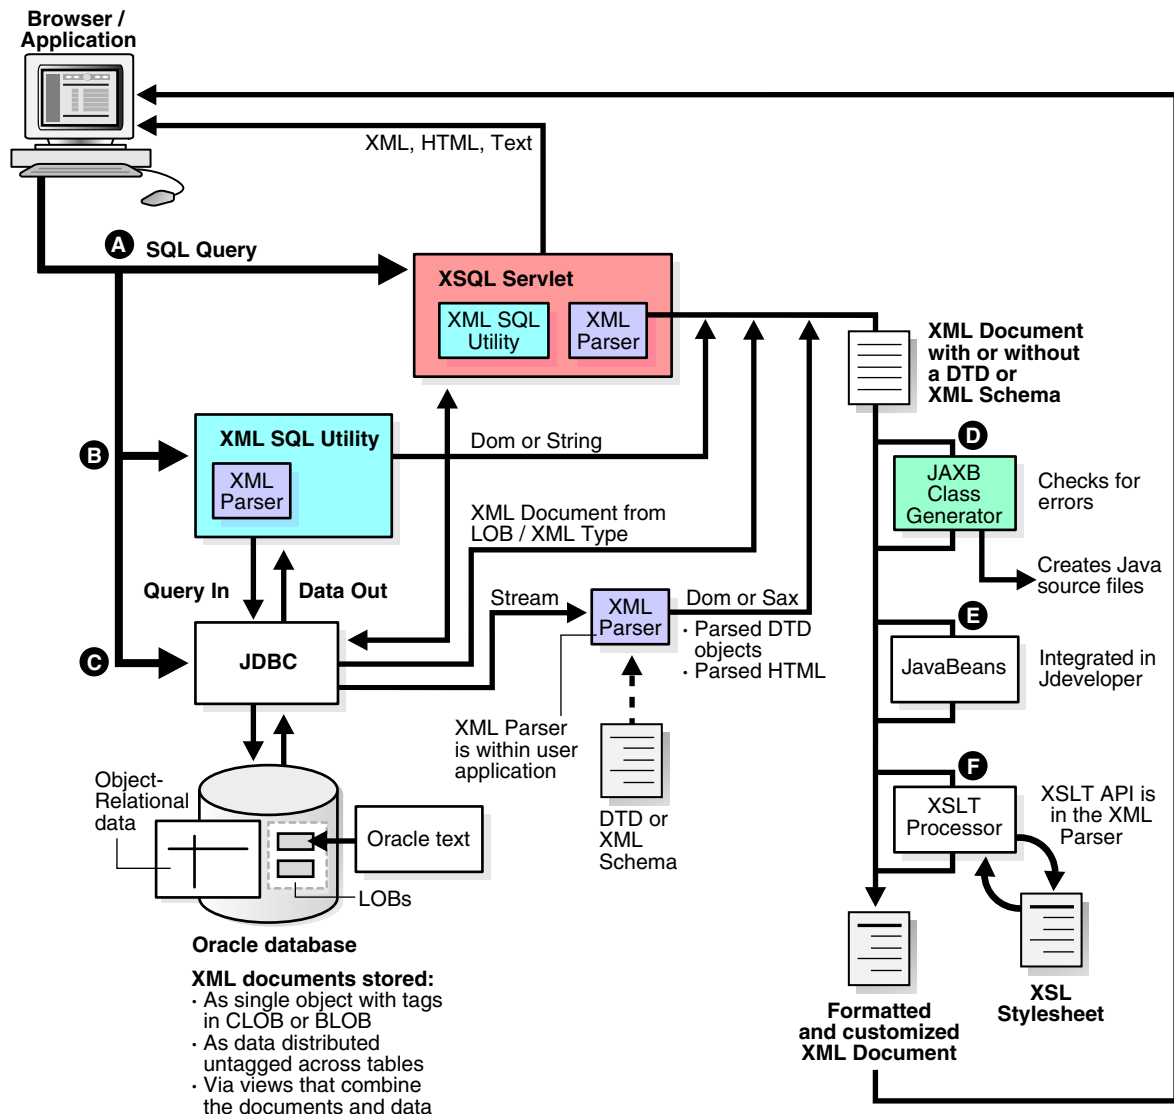 Browser /
Application
XML, HTML, Text
A
SQL Query
XSQL Servlet
XML SQL
Utility
XML
Parser
XML Document
with or without
a DTD or
XML Schema
B
XML SQL Utility
XML
Parser
Dom or String
D
JAXB
Class
Generator
Checks for
errors
XML Document from
LOB / XML Type
Creates Java
source files
Query In
Data Out
Stream
XML
Parser
Dom or Sax
· Parsed DTD
objects
· Parsed HTML
C
JDBC
E
JavaBeans
Integrated in
Jdeveloper
XML Parser
is within user
application
DTD or
XML
Schema
F
XSLT
Processor
XSLT API is
in the XML
Parser
Object-
Relational
data
Oracle text
LOBs
Oracle database
XML documents stored:
· As single object with tags
in CLOB or BLOB
· As data distributed
untagged across tables
· Via views that combine
the documents and data
Formatted
and customized
XML Document
XSL
Stylesheet